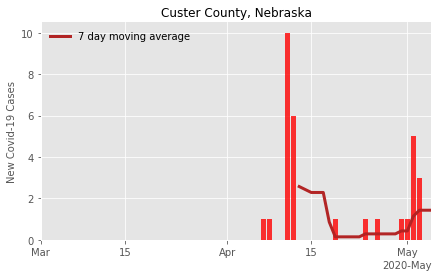 Custer County, Nebraska
7 day moving average
New Covid-19 Cases
10
8
6
4
2
0
Mar
15
Apr
15
May
2020-May